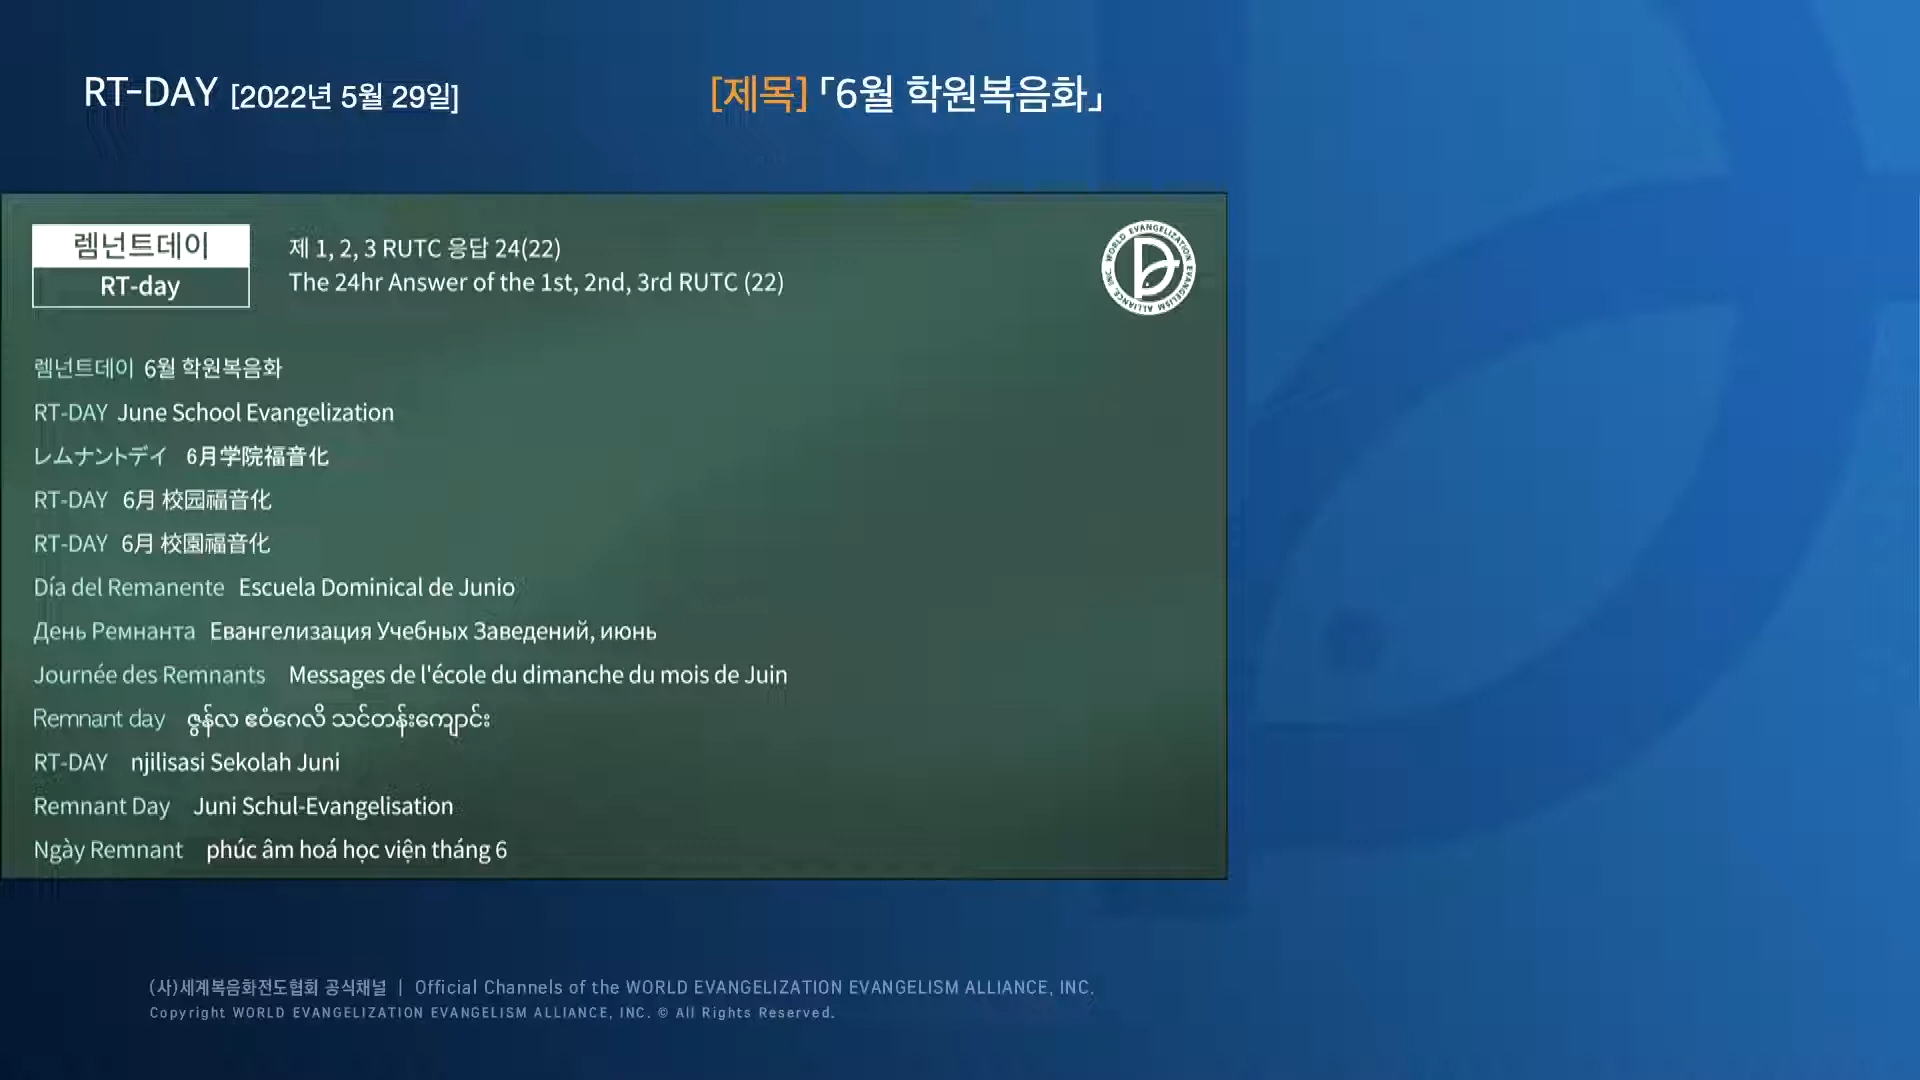 RT-DAY [2022년 5월 29일]
[제목] 「6월 학원복음화」
렘넌트데이
RT-day
제 1, 2, 3 RUTC 응답 24(22)
The 24hr Answer of the 1st, 2nd, 3rd RUTC (22)
WORLD EVANGELIZATION EVANGELISM ALLIANCE, INC.
렘넌트데이 6월 학원복음화
RT-DAY June School Evangelization
レムナントデイ 6月学院福音化
RT-DAY 6月 校园福音化
RT-DAY 6月 校園福音化
Día del Remanente Escuela Dominical de Junio
День Ремнанта Евангелизация Учебных Заведений, июнь
Journée des Remnants Messages de l'école du dimanche du mois de Juin
Remnant day ဇွန်လ ဧဝံဂေလိ သင်တန်းကျောင်း
RT-DAY njilisasi Sekolah Juni
Remnant Day Juni Schul-Evangelisation
Ngày Remnant phúc âm hoá học viện tháng 6
(사)세계복음화전도협회 공식채널 | Official Channels of the WORLD EVANGELIZATION EVANGELISM ALLIANCE, INC.
Copyright WORLD EVANGELIZATION EVANGELISM ALLIANCE, INC. © All Rights Reserved.